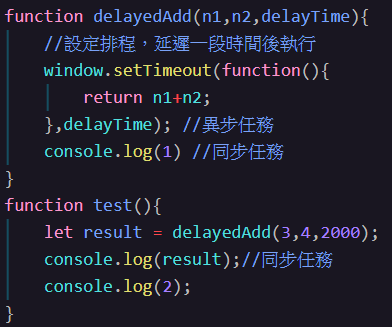 function delayedAdd(n1,n2,delayTime){
//設定排程，延遲一段時間後執行
window.setTimeout(function(){
return n1+n2;
},delayTime); //異步任務
console.log(1) //同步任務
}
function test(){
let result = delayedAdd(3,4,2000);
console.log(result);//同步任務
console.log(2);
}